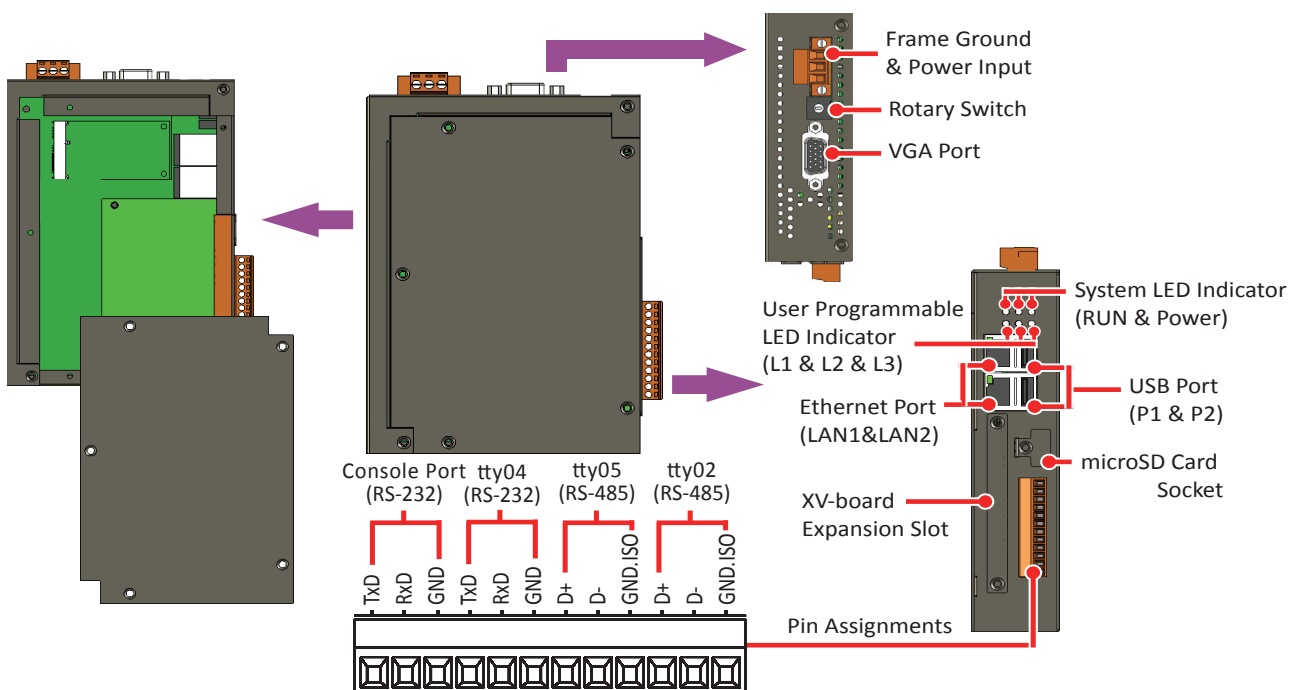 Frame Ground
& Power Input
Rotary Switch
VGA Port
System LED Indicator
(RUN & Power)
User Programmable
LED Indicator
(L1 & L2 & L3)
Ethernet Port
(LAN1&LAN2)
USB Port
(P1 & P2)
microSD Card
Socket
XV-board
Expansion Slot
Console Port
(RS-232)
tty04
(RS-232)
tty05
(RS-485)
tty02
(RS-485)
TxD
RxD
GND
TxD
RxD
GND
D+
D-
GND.ISO
D+
D-
GND.ISO
Pin Assignments